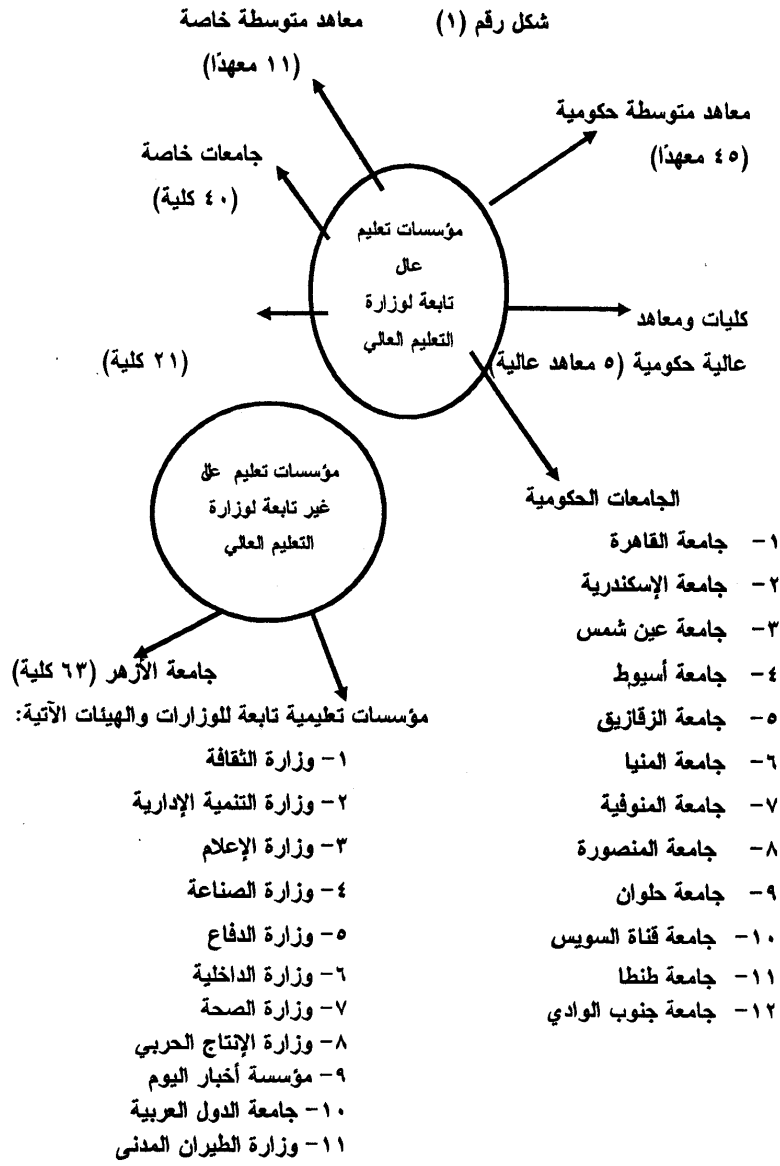 شكل رقم (١)
معاهد متوسطة خاصة
(١١ معهدًا)
معاهد متوسطة حكومية
(٤٥ معهدًا)
جامعات خاصة
(٤٠ كلية)
مؤسسات تعليم
عال
تابعة لوزارة
التعليم العالي
كليات ومعاهد
عالية حكومية (٥ معاهد عالية)
(٢١ كلية)
مؤسسات تعليم عال
غير تابعة لوزارة
التعليم العالي
الجامعات الحكومية
١- جامعة القاهرة
٢- جامعة الإسكندرية
٣- جامعة عين شمس
٤- جامعة أسيوط
٥- جامعة الزقازيق
٦- جامعة المنيا
٧- جامعة المنوفية
٨- جامعة المنصورة
٩- جامعة حلوان
١٠- جامعة قناة السويس
١١- جامعة طنطا
١٢- جامعة جنوب الوادي
جامعة الأزهر (٦٣ كلية)
مؤسسات تعليمية تابعة للوزارات والهيئات الآتية:
١- وزارة الثقافة
٢- وزارة التنمية الإدارية
٣- وزارة الإعلام
٤- وزارة الصناعة
٥- وزارة الدفاع
٦- وزارة الداخلية
٧- وزارة الصحة
٨- وزارة الإنتاج الحربي
٩- مؤسسة أخبار اليوم
١٠- جامعة الدول العربية
١١- وزارة الطيران المدني